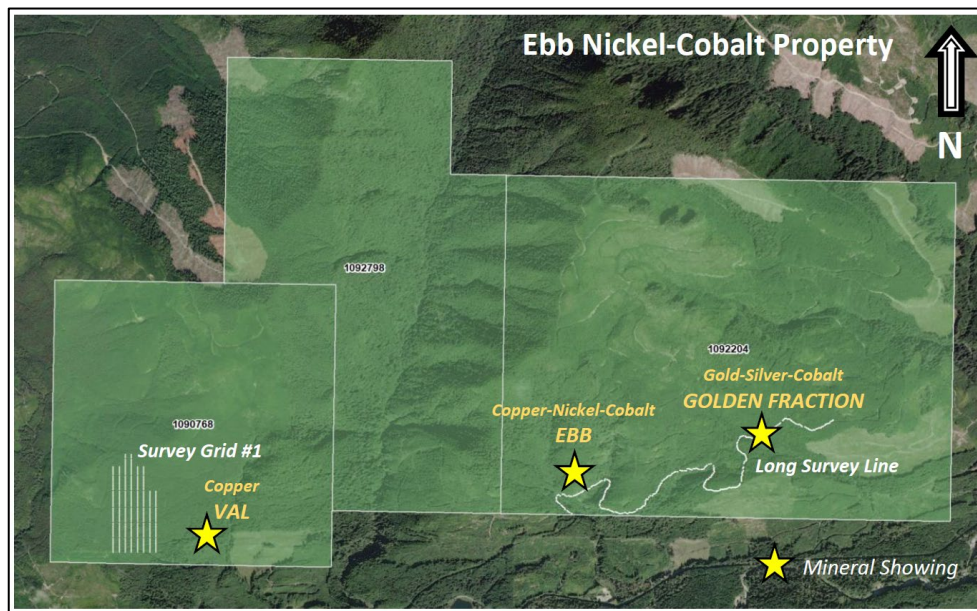 Ebb Nickel-Cobalt Property
N
1092798
1092204
Gold-Silver-Cobalt
GOLDEN FRACTION
Copper-Nickel-Cobalt
EBB
1090768
Survey Grid #1
Long Survey Line
Copper
VAL
Mineral Showing